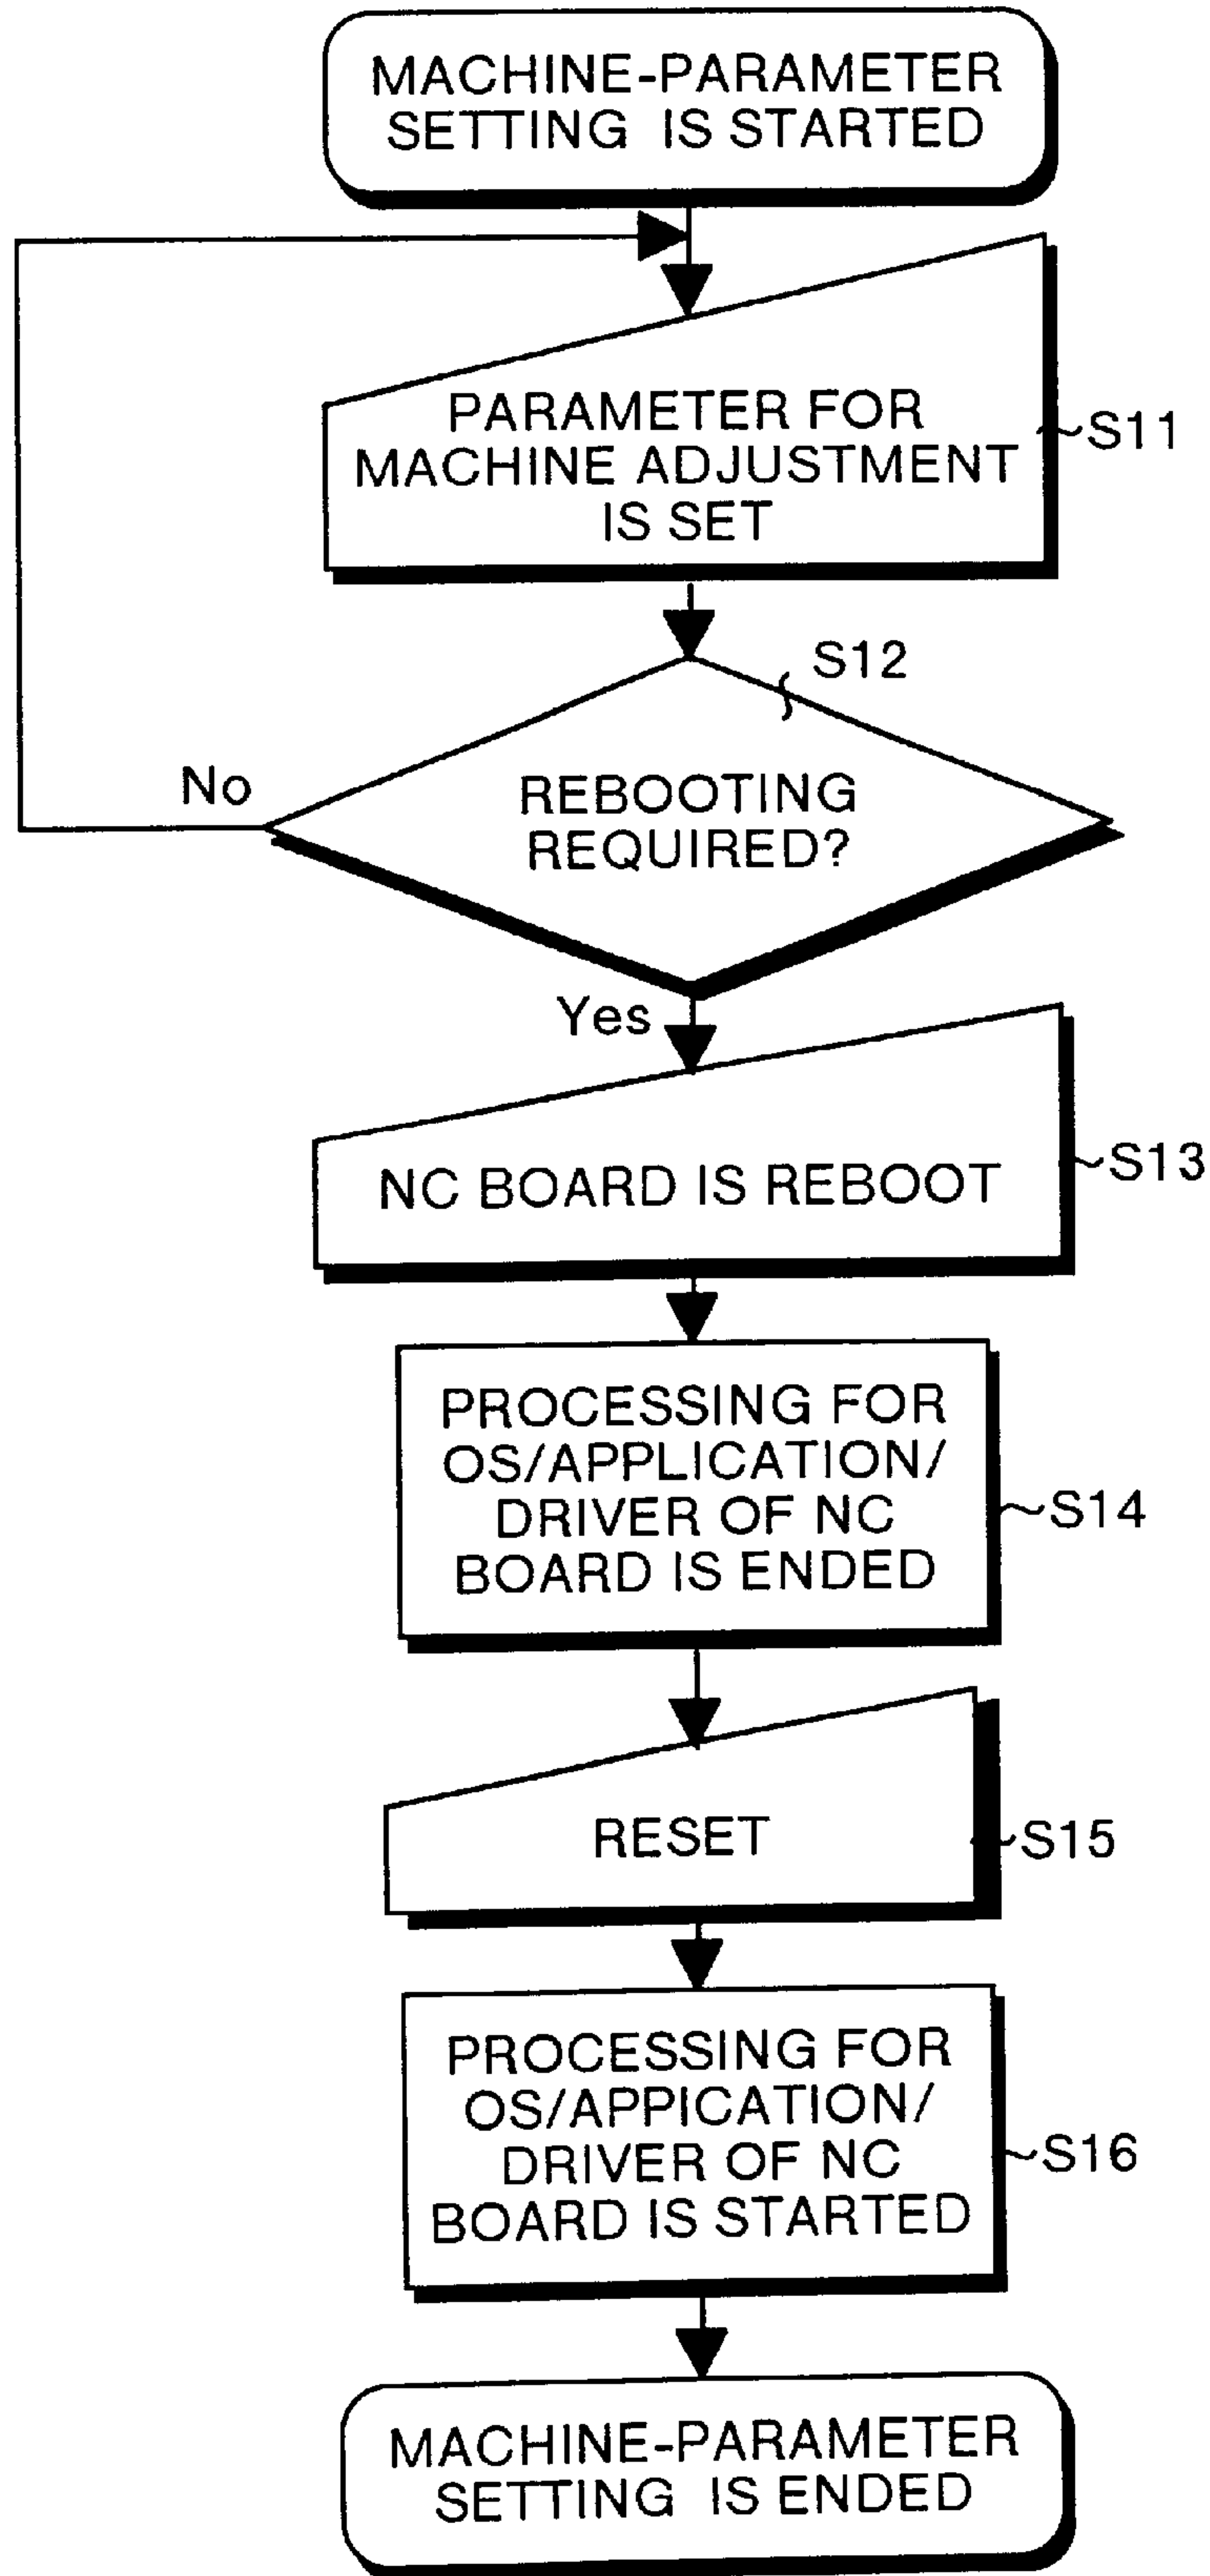 MACHINE-PARAMETER
SETTING IS STARTED
PARAMETER FOR
MACHINE ADJUSTMENT
IS SET
S11
S12
REBOOTING
REQUIRED?
No
Yes
NC BOARD IS REBOOT
S13
PROCESSING FOR
OS/APPLICATION/
DRIVER OF NC
BOARD IS ENDED
S14
RESET
S15
PROCESSING FOR
OS/APPICATION/
DRIVER OF NC
BOARD IS STARTED
S16
MACHINE-PARAMETER
SETTING IS ENDED